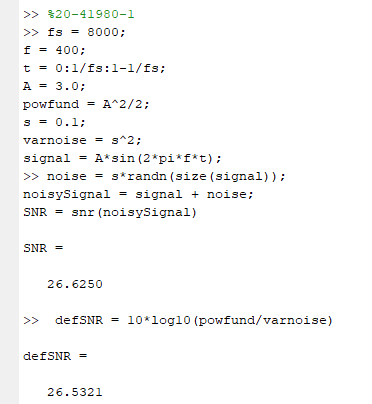 >> %20-41980-1
>> fs = 8000;
f = 400;
t = 0:1/fs:1-1/fs;
A = 3.0;
powfund = A^2/2;
s = 0.1;
varnoise = s^2;
signal = A*sin(2*pi*f*t);
>> noise = s*randn(size(signal));
noisySignal = signal + noise;
SNR = snr(noisySignal)
SNR =
26.6250
>>  defSNR = 10*log10(powfund/varnoise)
defSNR =
26.5321